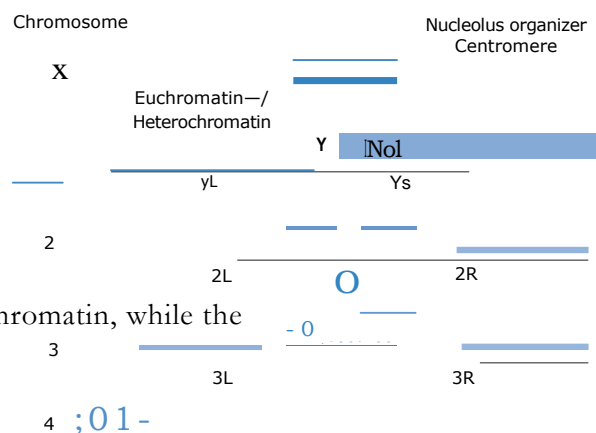 Chromosome
Nucleolus organizer
Centromere
X
Euchromatin—/
Heterochromatin
Y
Nol
yL
Ys
2
2L
O
2R
hromatin, while the
- 0
3
3L
3R
4 ;01-